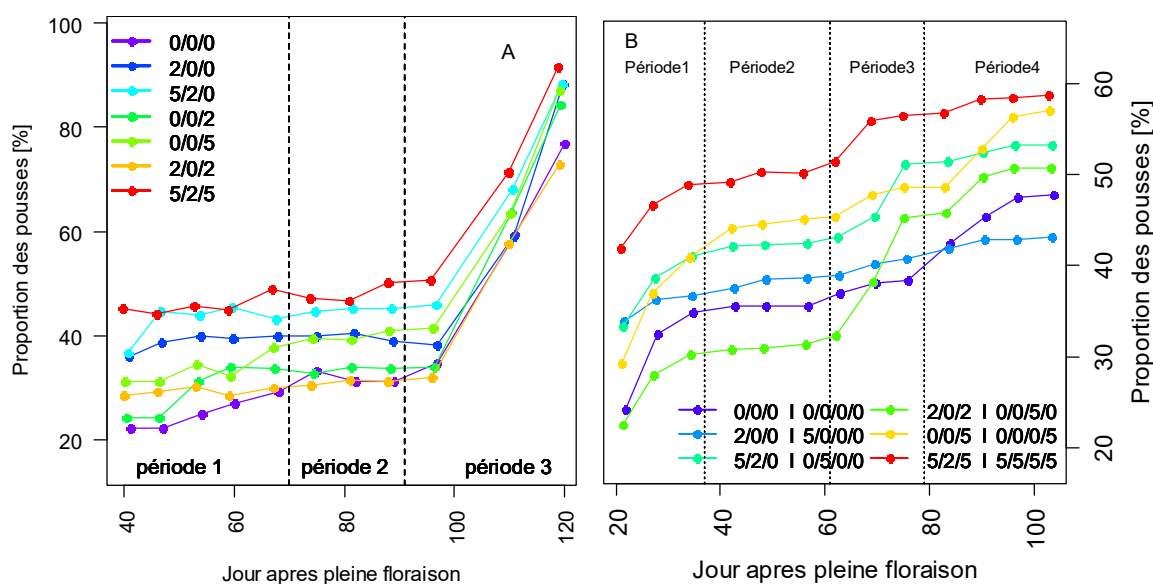 A
Proportion des pousses [%]
100
80
60
40
20
0/0/0
2/0/0
5/2/0
0/0/2
0/0/5
2/0/2
5/2/5
période 1
période 2
période 3
40
60
80
100
120
Jour apres pleine floraison
B
Période1
Période2
Période3
Période4
60
50
40
30
20
Proportion des pousses [%]
0/0/0 I 0/0/0/0
2/0/0 I 5/0/0/0
5/2/0 I 0/5/0/0
2/0/2 I 0/0/5/0
0/0/5 I 0/0/0/5
5/2/5 I 5/5/5/5
20
40
60
80
100
Jour apres pleine floraison